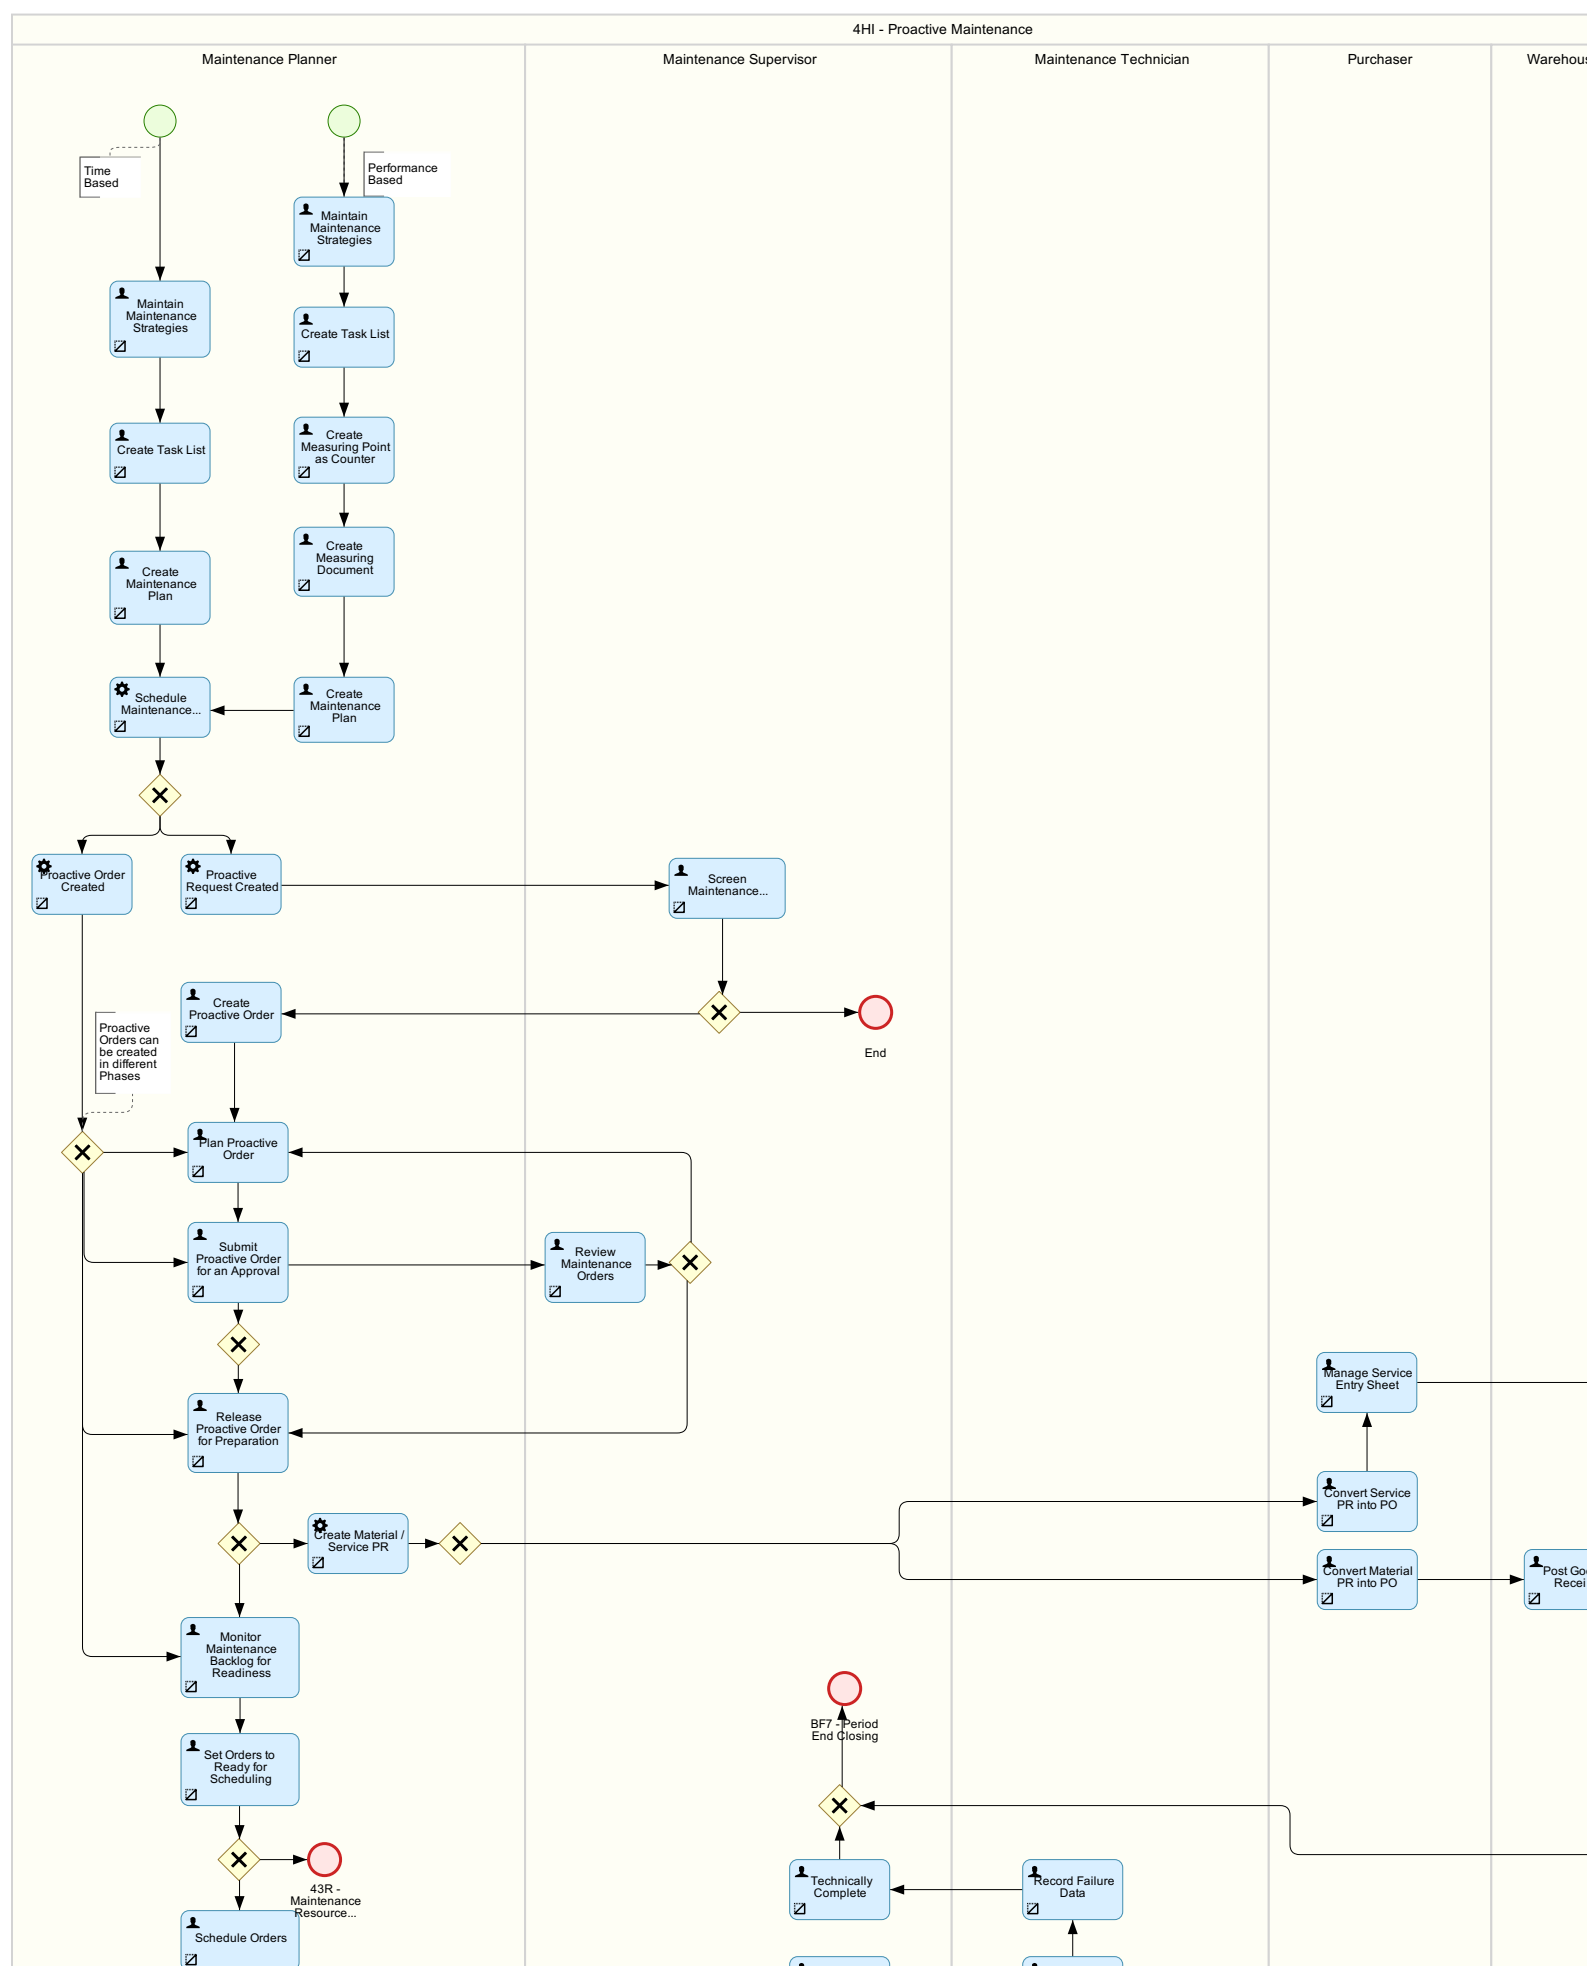 4HI - Proactive Maintenance
Maintenance Planner
Maintenance Supervisor
Maintenance Technician
Purchaser
Time
Based
Performance
Based
Maintain
Maintenance
Strategies
Maintain
Maintenance
Strategies
Create Task List
Create Task List
Create
Measuring Point
as Counter
Create
Measuring
Document
Create
Maintenance
Plan
Schedule
Maintenance...
Create
Maintenance
Plan
Proactive Order
Created
Proactive
Request Created
Screen
Maintenance...
Create
Proactive Order
End
Proactive
Orders can
be created
in different
Phases
Plan Proactive
Order
Submit
Proactive Order
for an Approval
Review
Maintenance
Orders
Release
Proactive Order
for Preparation
Manage Service
Entry Sheet
Convert Service
PR into PO
Create Material /
Service PR
Convert Material
PR into PO
Post
Monitor
Maintenance
Backlog for
Readiness
BF7 - Period
End Closing
Set Orders to
Ready for
Scheduling
43R -
Maintenance
Resource...
Technically
Complete
Record Failure
Data
Schedule Orders